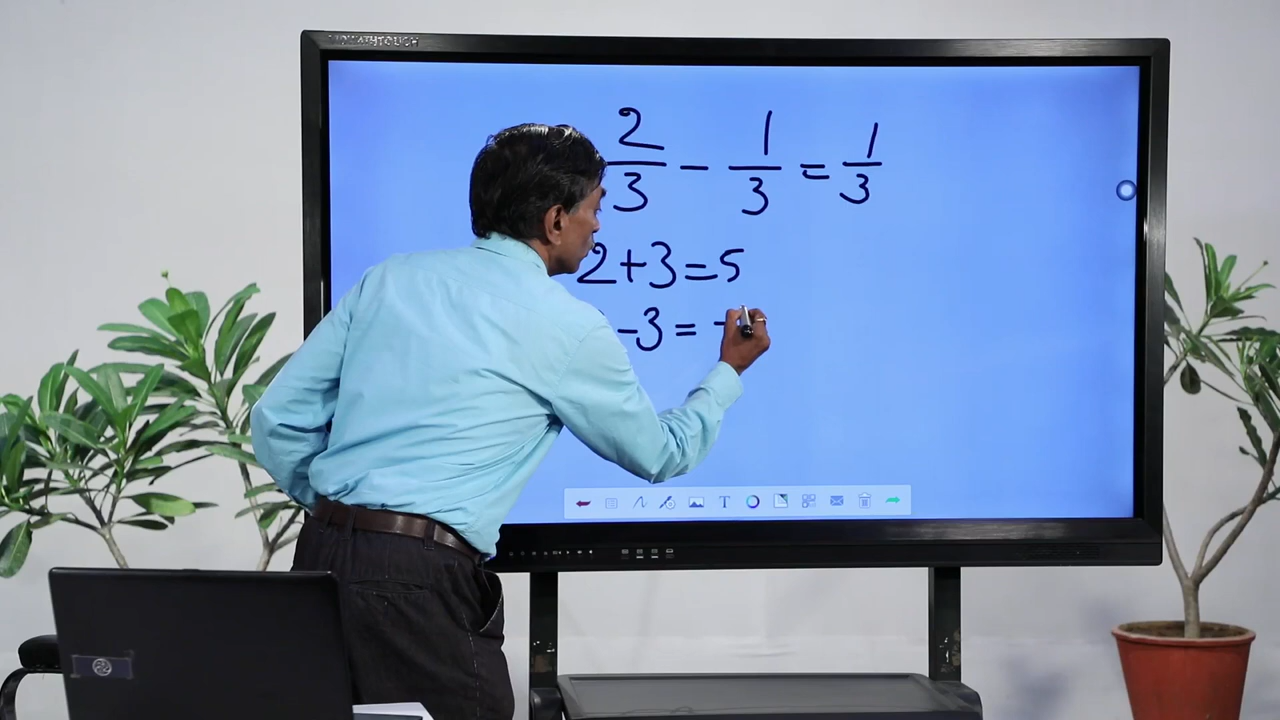 2/3 - 1/3 = 1/3
2+3=5
-3= -
T